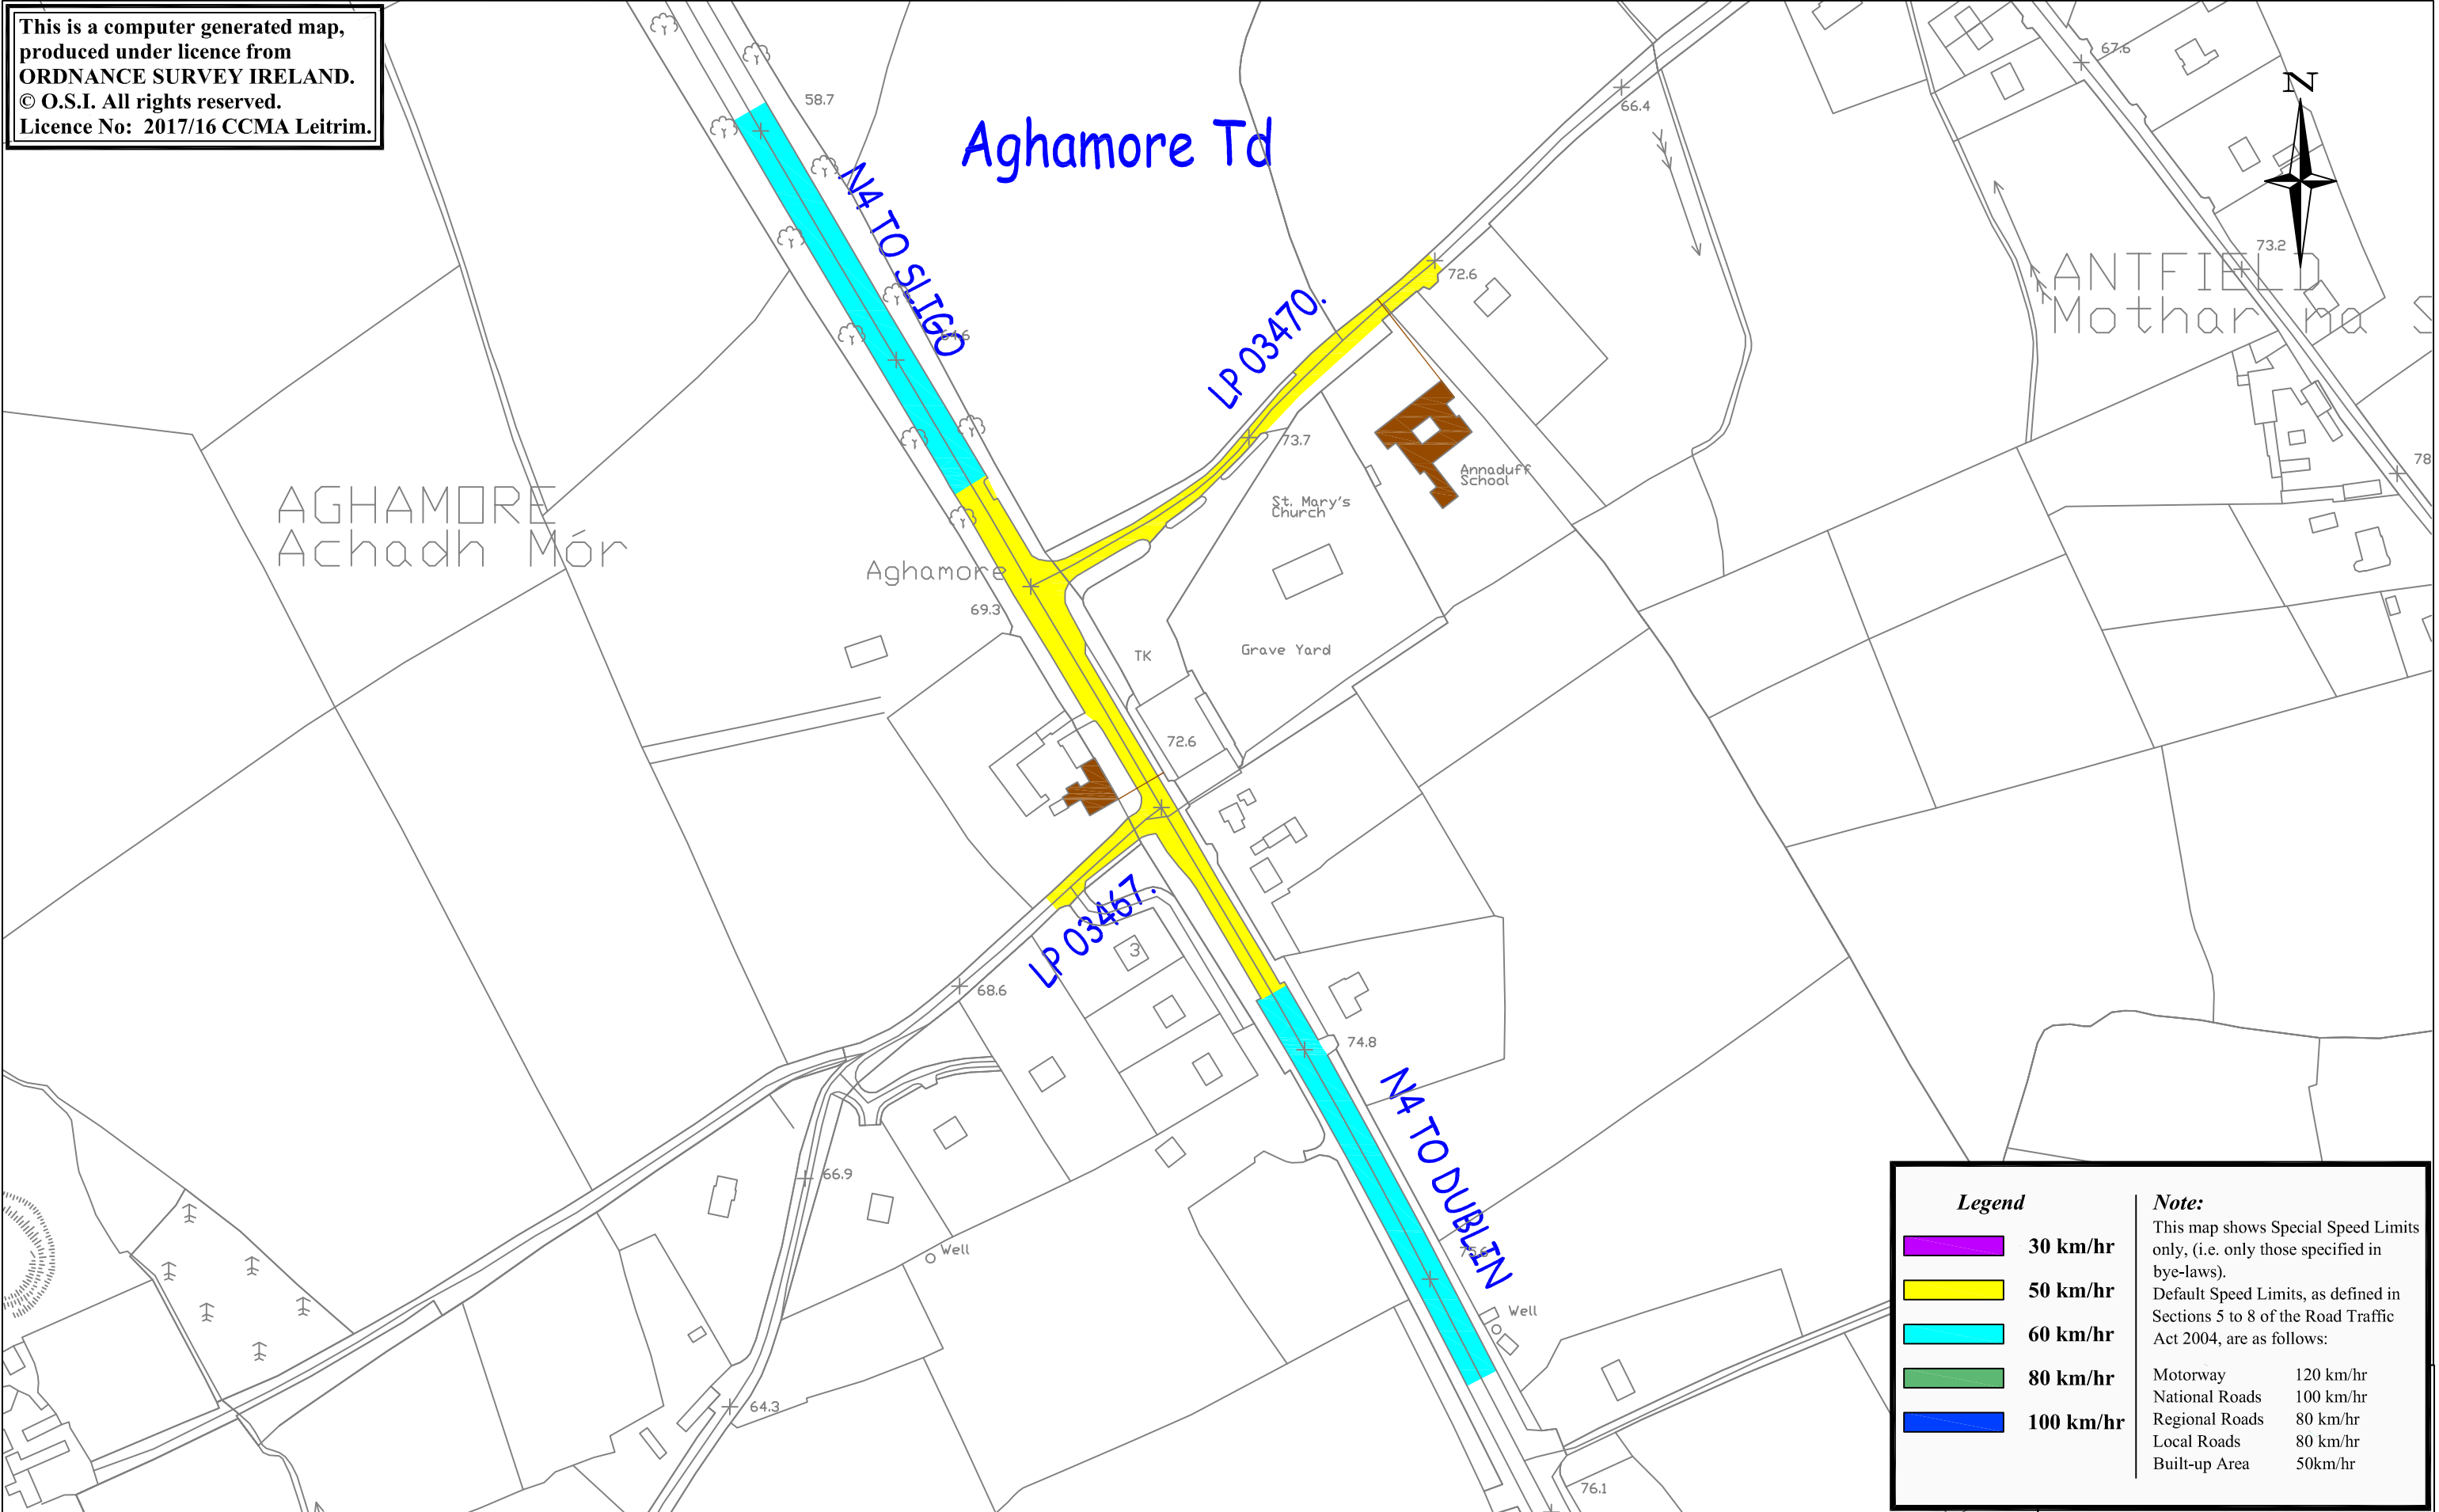 This is a computer generated map,
produced under licence from
ORDNANCE SURVEY IRELAND.
© O.S.I. All rights reserved.
Licence No: 2017/16 CCMA Leitrim.
58.7
Aghamore Td
66.4
67.6
N
N4 TO SLIGO
64.6
LP 03470.
72.6
73.2
ANTFIELD
Mothar na S
73.7
78
Annaduff
School
St. Mary's
Church
AGHAMORE
Achadh Mór
Aghamore
69.3
TK
Grave Yard
72.6
LP 03467.
3
68.6
74.8
N4 TO DUBLIN
66.9
Well
75.6
Well
64.3
76.1
Legend
30 km/hr
50 km/hr
60 km/hr
80 km/hr
100 km/hr
Note:
This map shows Special Speed Limits
only, (i.e. only those specified in
bye-laws).
Default Speed Limits, as defined in
Sections 5 to 8 of the Road Traffic
Act 2004, are as follows:
Motorway 120 km/hr
National Roads 100 km/hr
Regional Roads 80 km/hr
Local Roads 80 km/hr
Built-up Area 50km/hr